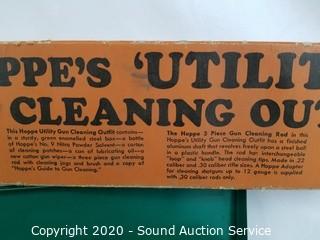 PPE'S 'UTILIT
CLEANING OU
This Hoppe Utility Gun Cleaning Outfit contains—
in a sturdy, green enamelled steel box—a bottle
of Hoppe's No. 9 Nitro Powder Solvent—a carton
of cleaning patches—a can of lubricating oil—a
new cotton gun wiper—a three piece gun cleaning
rod with cleaning jags and brush and a copy of
"Hoppe's Guide to Gun Cleaning."
The Hoppe 3 Piece Gun Cleaning Rod in this
Hoppe's Utility Gun Cleaning Outfit has a finished
aluminum shaft that revolves freely upon a steel ball
in a plastic handle. The rod has interchangeable
"loop" and "knob" head cleaning tips. Made in .22
caliber and .30 caliber rifle sizes. A Hoppe Adapter
for cleaning shotguns up to 12 gauge is supplied
with .30 caliber rods only.
Copyright 2020 - Sound Auction Service